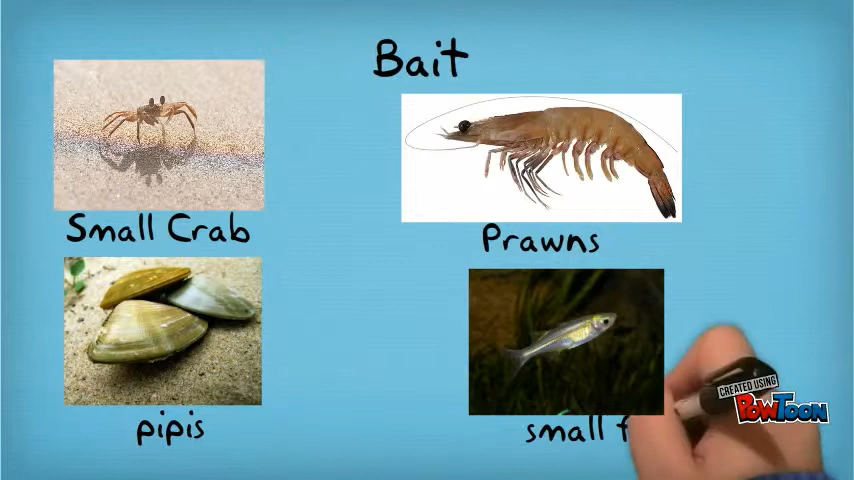 Bait
Small Crab
Prawns
pipis
small f
CREATED USING
POWTOON